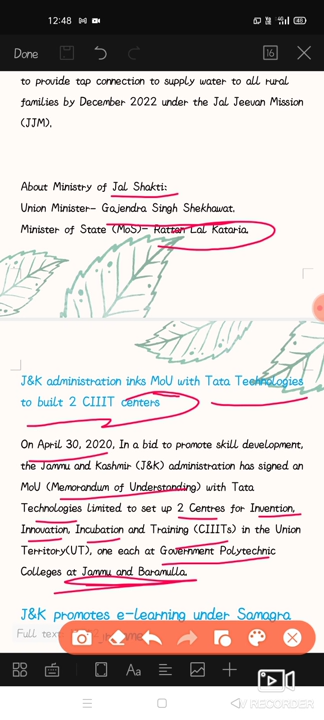 12:48
48
Done
16
to provide tap connection to supply water to all rural
families by December 2022 under the Jal Jeevan Mission
(JJM).
About Ministry of Jal Shakti:
Union Minister– Gajendra Singh Shekhawat.
Minister of State (MoS)– Rattan Lal Kataria.
J&K administration inks MoU with Tata Technologies
to built 2 CIIIT centers
On April 30, 2020, In a bid to promote skill development,
the Jammu and Kashmir (J&K) administration has signed an
MoU (Memorandum of Understanding) with Tata
Technologies limited to set up 2 Centres for Invention,
Innovation, Incubation and Training (CIIITs) in the Union
Territory(UT), one each at Government Polytechnic
Colleges at Jammu and Baramulla.
J&K promotes e-learning under Samagra
Full text
Aa
RECORDER